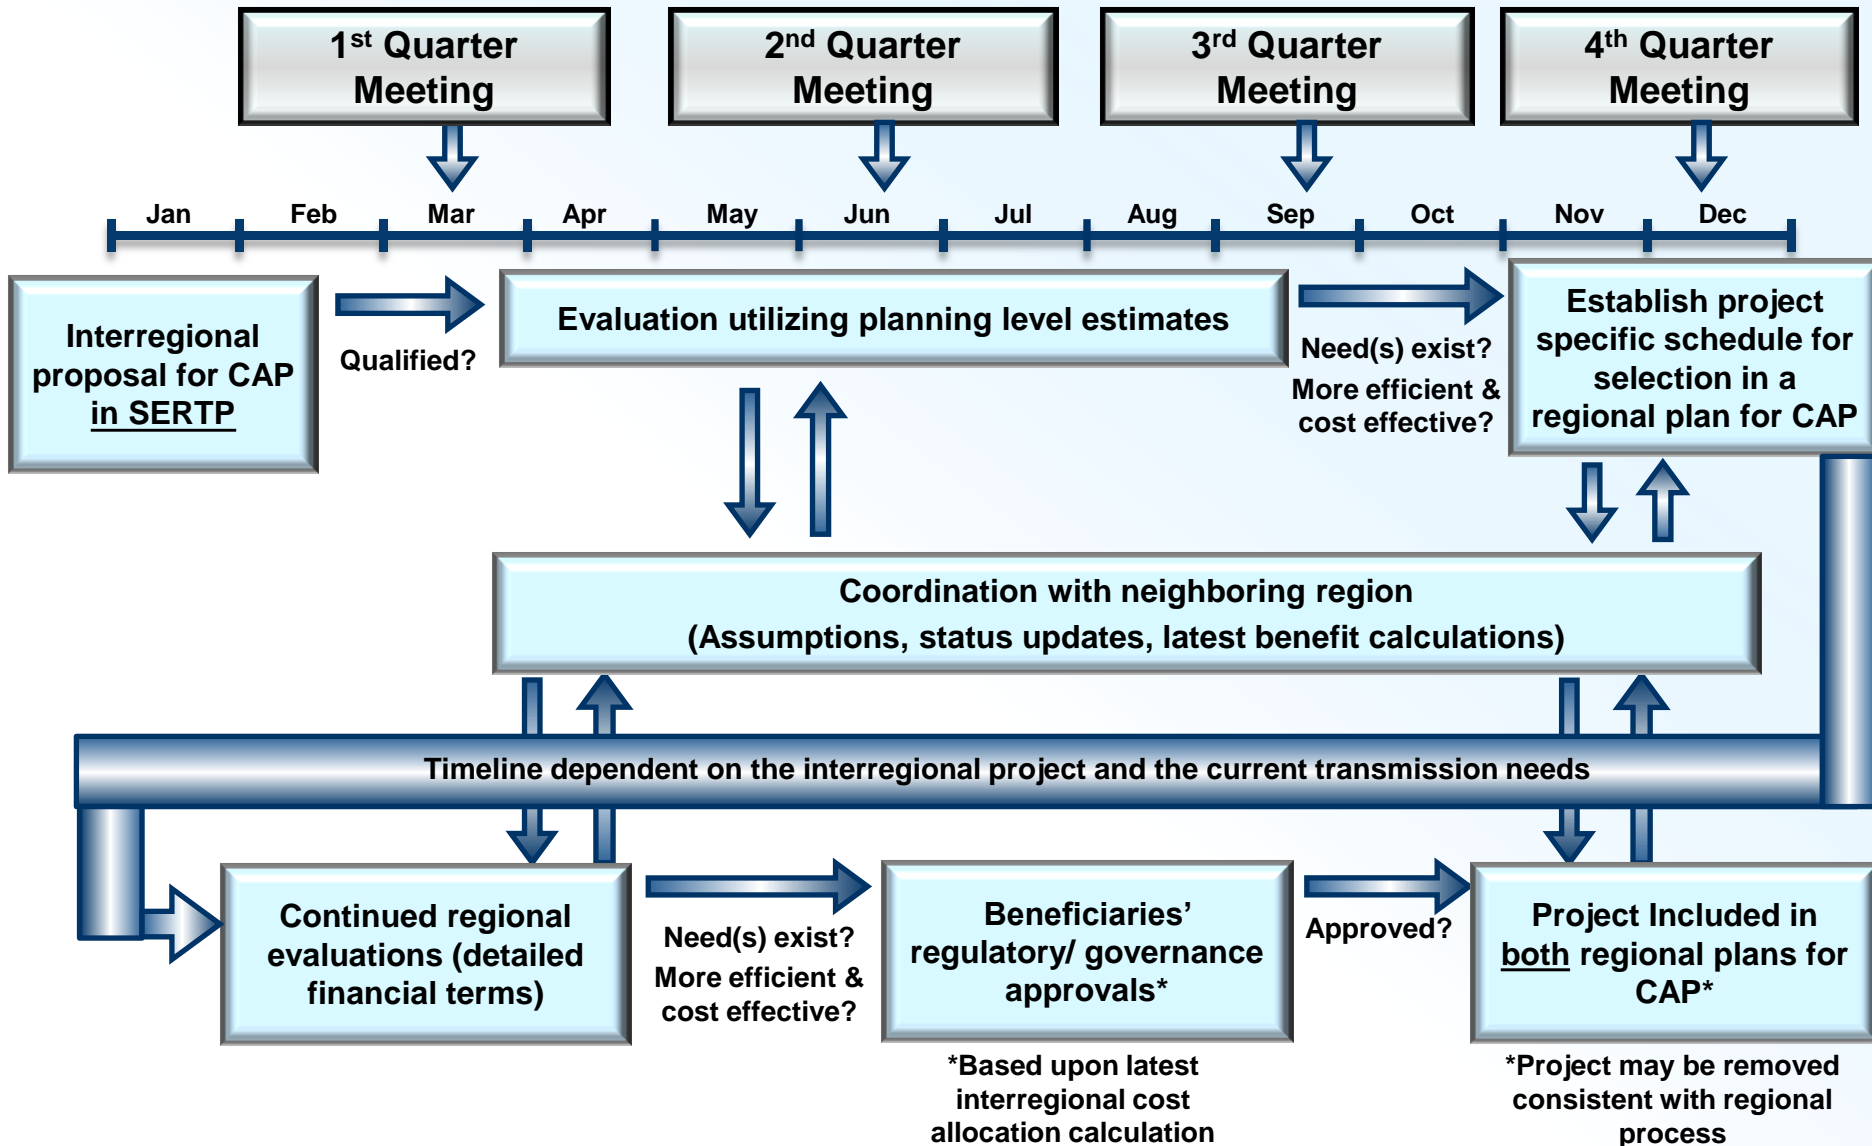 1st Quarter
Meeting
2nd Quarter
Meeting
3rd Quarter
Meeting
4th Quarter
Meeting
Jan Feb Mar Apr May Jun Jul Aug Sep Oct Nov Dec
Interregional
proposal for CAP
in SERTP
Qualified?
Evaluation utilizing planning level estimates
Need(s) exist?
More efficient &
cost effective?
Establish project
specific schedule for
selection in a
regional plan for CAP
Coordination with neighboring region
(Assumptions, status updates, latest benefit calculations)
Timeline dependent on the interregional project and the current transmission needs
Continued regional
evaluations (detailed
financial terms)
Need(s) exist?
More efficient &
cost effective?
Beneficiaries’
regulatory/ governance
approvals*
*Based upon latest
interregional cost
allocation calculation
Approved?
Project Included in
both regional plans for
CAP*
*Project may be removed
consistent with regional
process